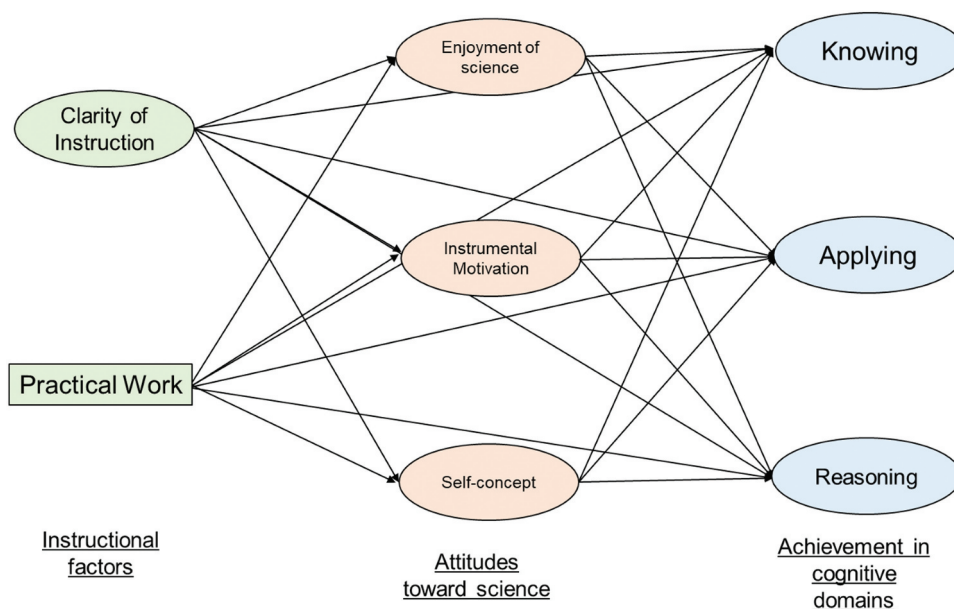 Clarity of
Instruction
Practical Work
Instructional
factors
Enjoyment of
science
Instrumental
Motivation
Self-concept
Attitudes
toward science
Knowing
Applying
Reasoning
Achievement in
cognitive
domains